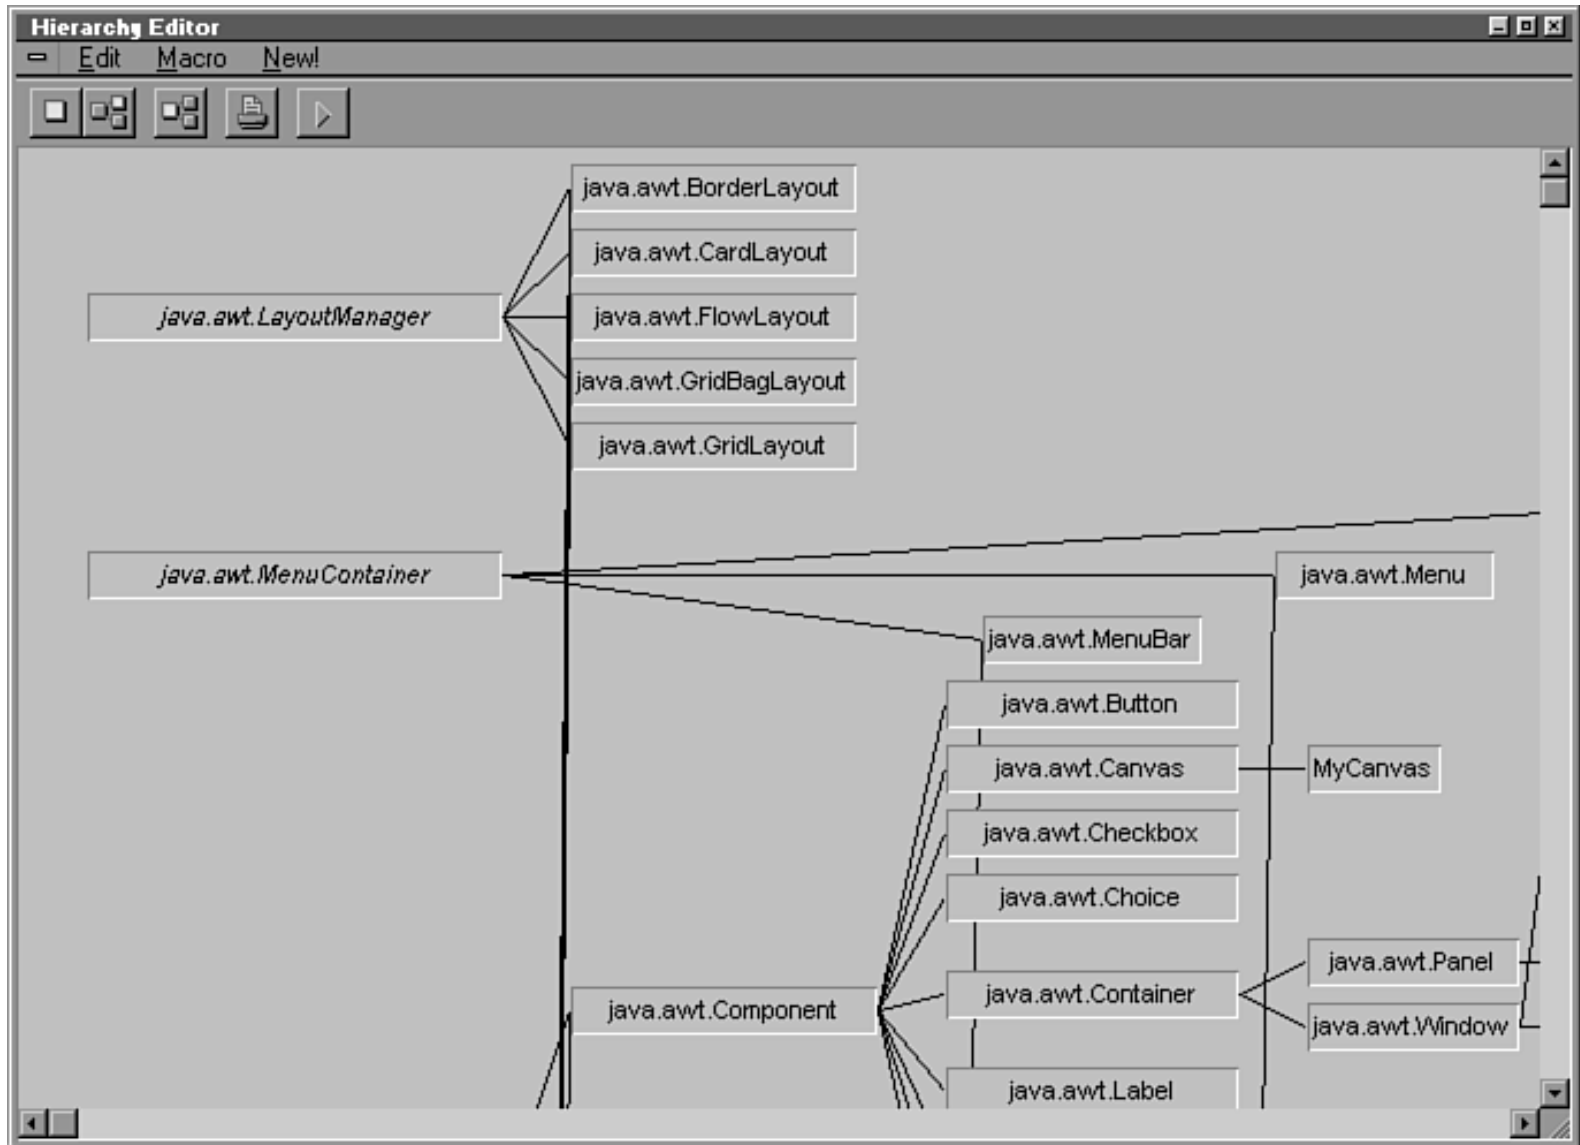 Hierarchy Editor
Edit Macro New!
java.awt.BorderLayout
java.awt.CardLayout
java.awt.LayoutManager
java.awt.FlowLayout
java.awt.GridBagLayout
java.awt.GridLayout
java.awt.MenuContainer
java.awt.Menu
java.awt.MenuBar
java.awt.Button
java.awt.Canvas
MyCanvas
java.awt.Checkbox
java.awt.Choice
java.awt.Panel
java.awt.Container
java.awt.Component
java.awt.Window
java.awt.Label